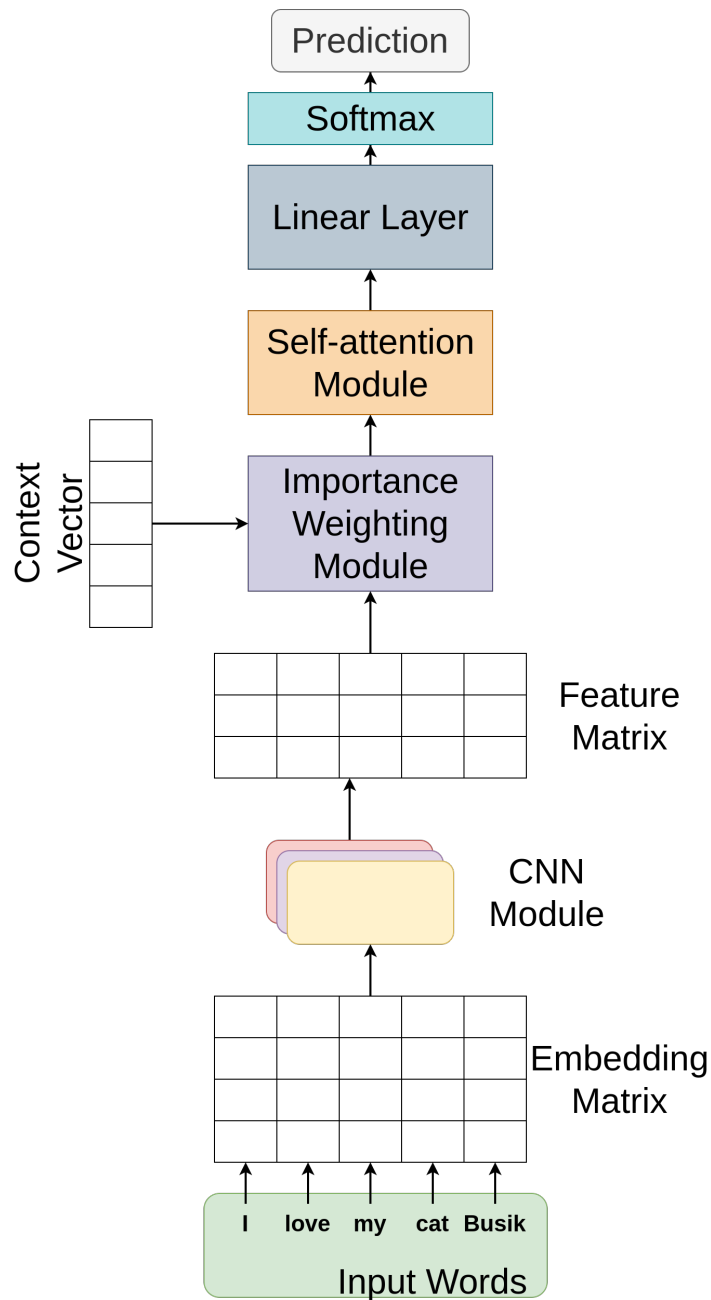 Prediction
Softmax
Linear Layer
Self-attention
Module
Context
Vector
Importance
Weighting
Module
Feature
Matrix
CNN
Module
Embedding
Matrix
I love my cat Busik
Input Words